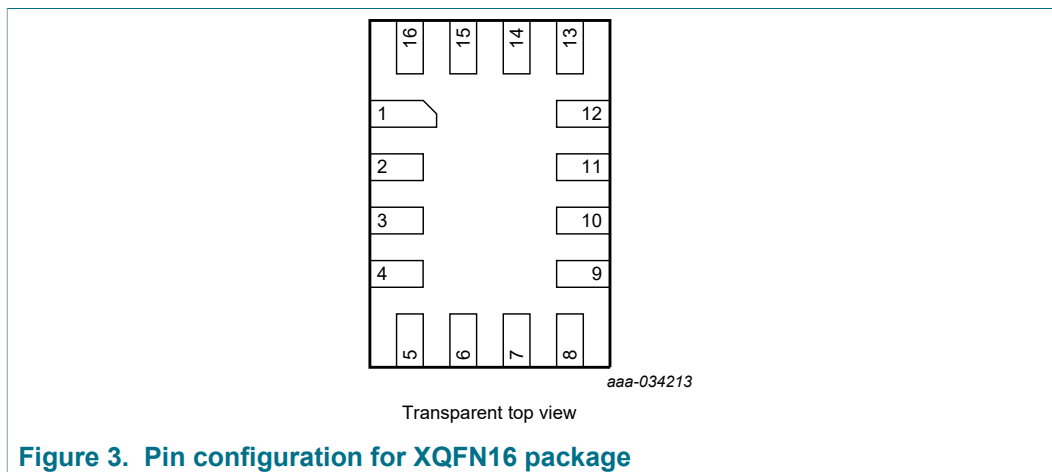 16 15 14 13
1 12
2 11
3 10
4 9
5 6 7 8
aaa-034213
Transparent top view
Figure 3. Pin configuration for XQFN16 package